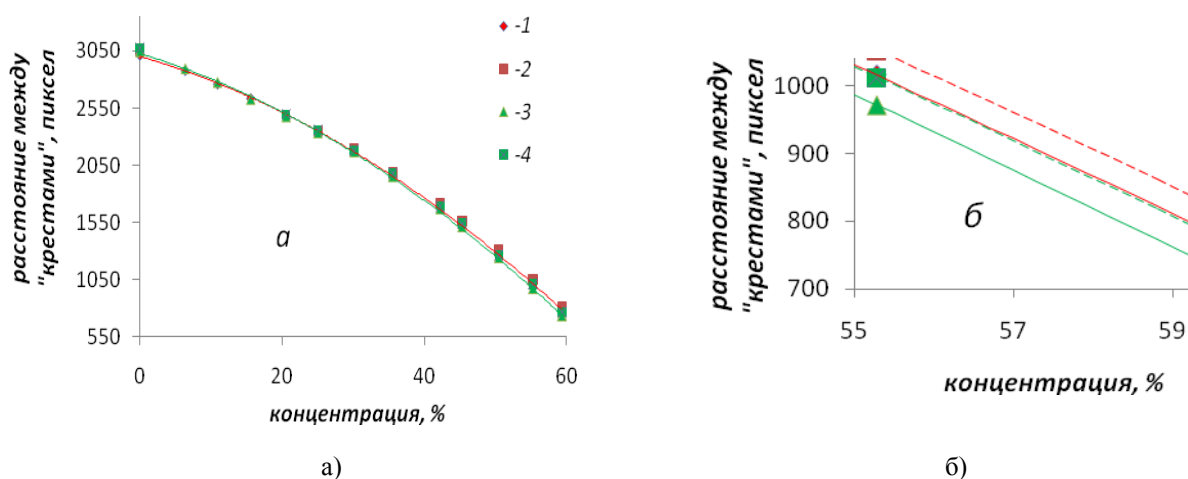 расстояние между
"крестами", пиксел
3050
2550
2050
1550
1050
550
0
20
40
60
концентрация, %
-1
-2
-3
-4
а
а)
расстояние между
"крестами", пиксел
1000
900
800
700
55
57
59
концентрация, %
б
б)